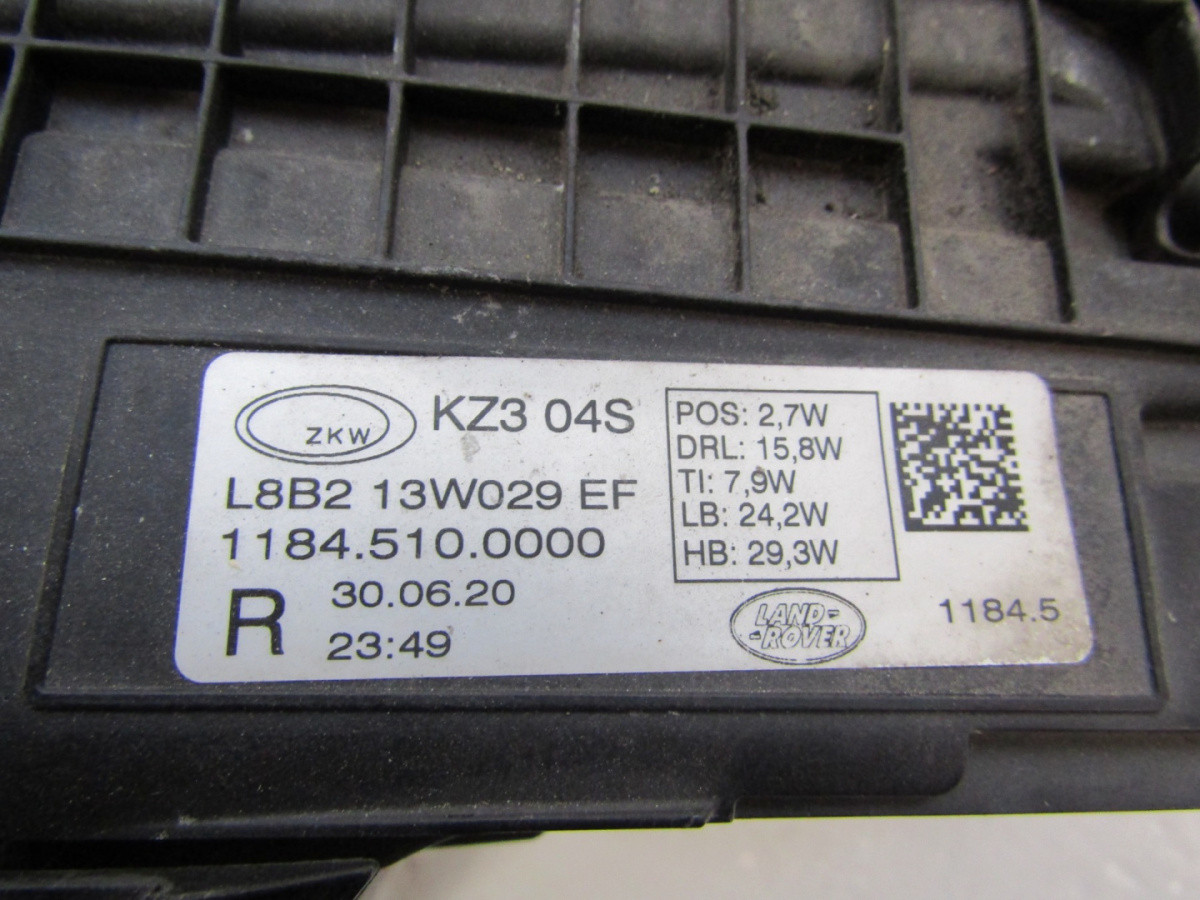 ZKW
KZ3 04S
L8B2 13W029 EF
1184.510.0000
R
30.06.20
23:49
POS: 2,7W
DRL: 15,8W
TI: 7,9W
LB: 24,2W
HB: 29,3W
LAND-
-ROVER
1184.5